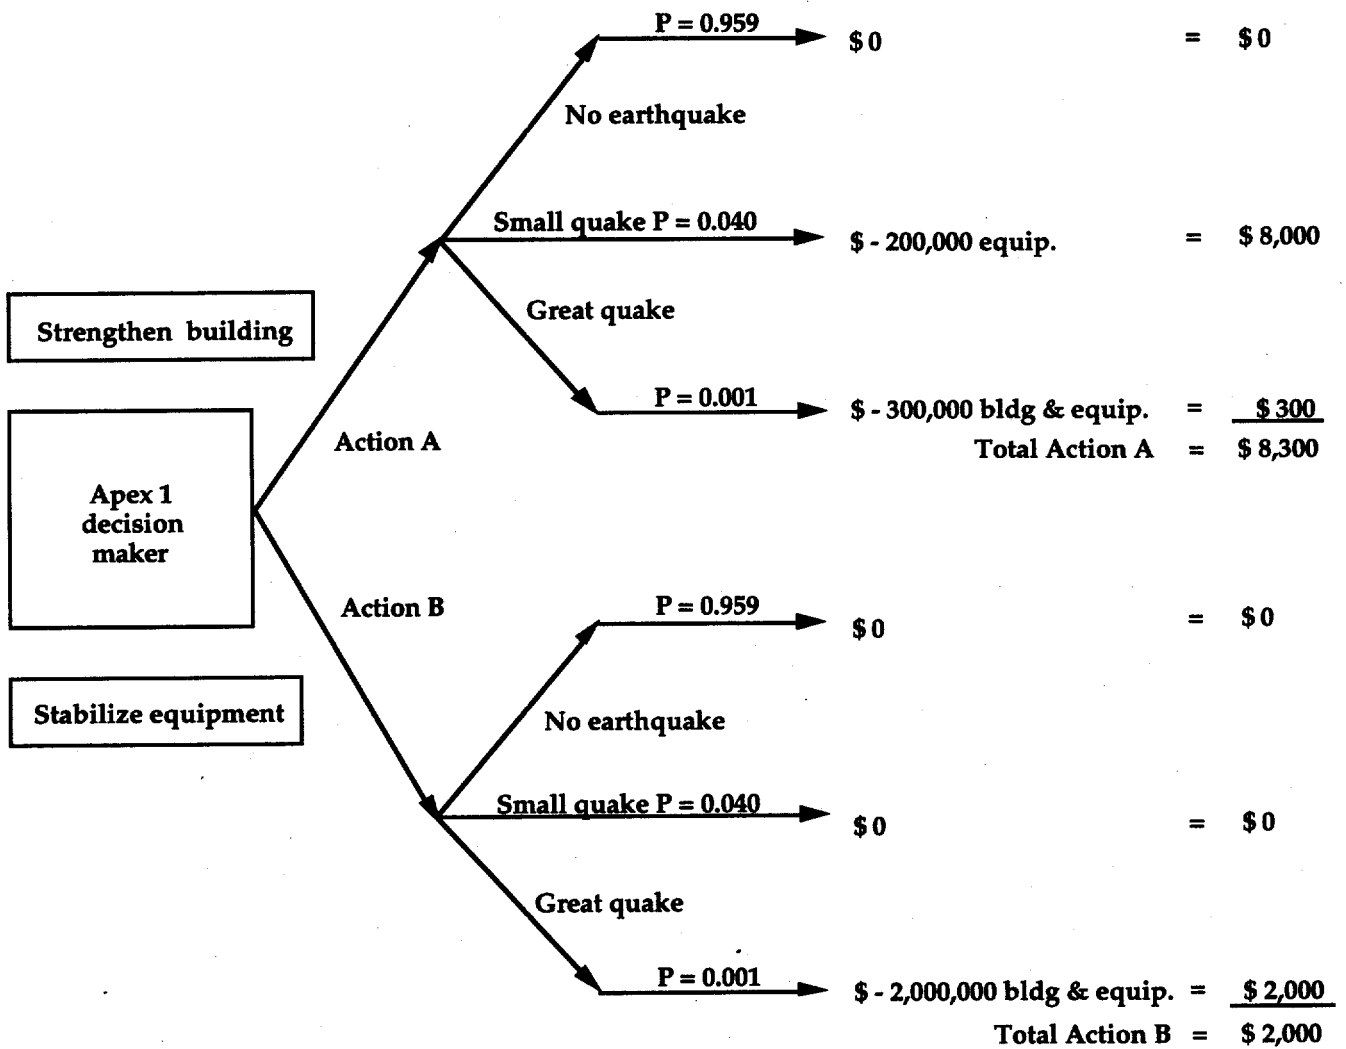 P = 0.959
$ 0 = $ 0
No earthquake
Small quake P = 0.040
$ - 200,000 equip. = $ 8,000
Great quake
Strengthen building
P = 0.001
$ - 300,000 bldg & equip. = $ 300
Action A
Total Action A = $ 8,300
Apex 1
decision
maker
Action B
P = 0.959
$ 0 = $ 0
Stabilize equipment
No earthquake
Small quake P = 0.040
$ 0 = $ 0
Great quake
P = 0.001
$ - 2,000,000 bldg & equip. = $ 2,000
Total Action B = $ 2,000